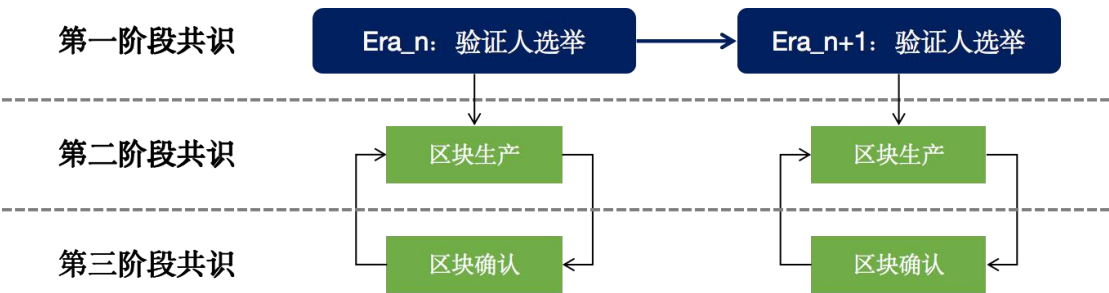 第一阶段共识
Era_n：验证人选举
Era_n+1：验证人选举
第二阶段共识
区块生产
区块生产
第三阶段共识
区块确认
区块确认